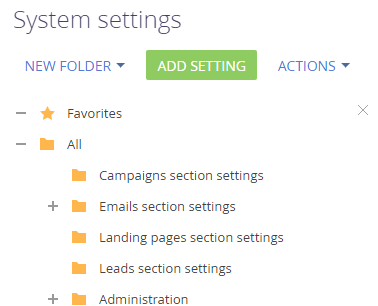 System settings
NEW FOLDER ADD SETTING ACTIONS
Favorites
All
Campaigns section settings
Emails section settings
Landing pages section settings
Leads section settings
Administration